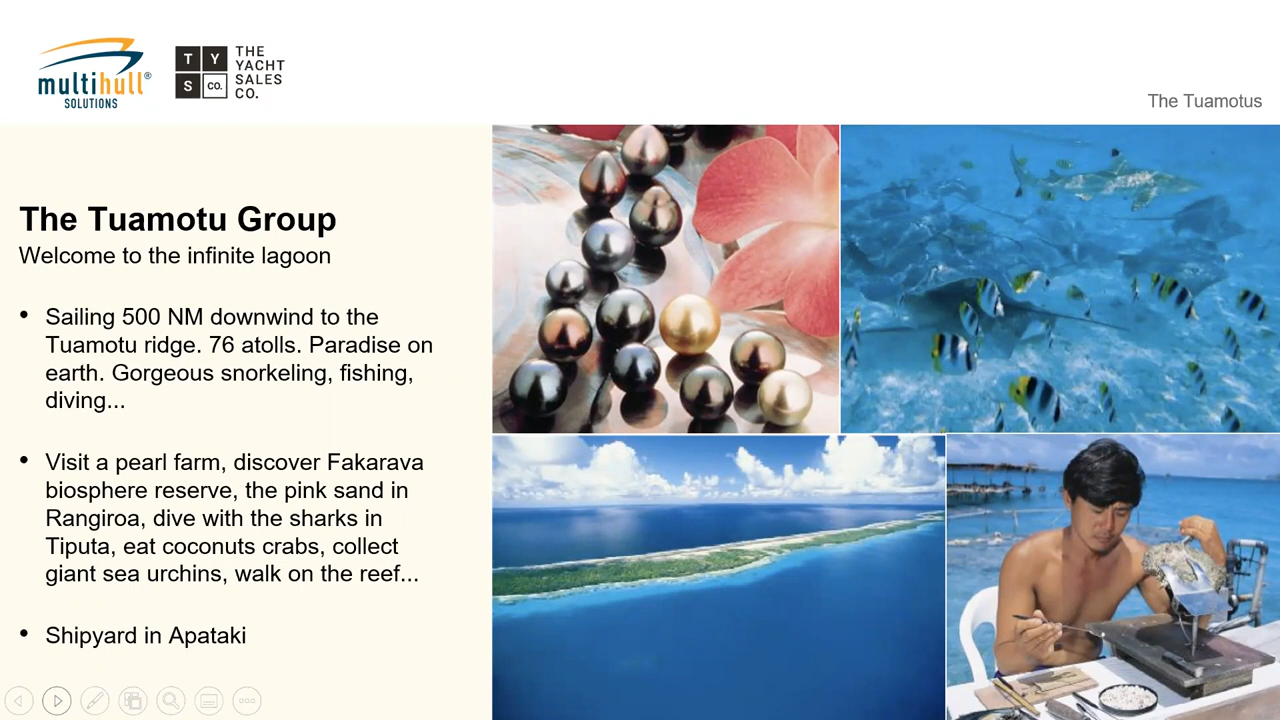 multihull®
SOLUTIONS
T Y
S CO.
THE
YACHT
SALES
CO.
The Tuamotus
The Tuamotu Group
Welcome to the infinite lagoon
• Sailing 500 NM downwind to the
Tuamotu ridge. 76 atolls. Paradise on
earth. Gorgeous snorkeling, fishing,
diving...
• Visit a pearl farm, discover Fakarava
biosphere reserve, the pink sand in
Rangiroa, dive with the sharks in
Tiputa, eat coconuts crabs, collect
giant sea urchins, walk on the reef...
• Shipyard in Apataki